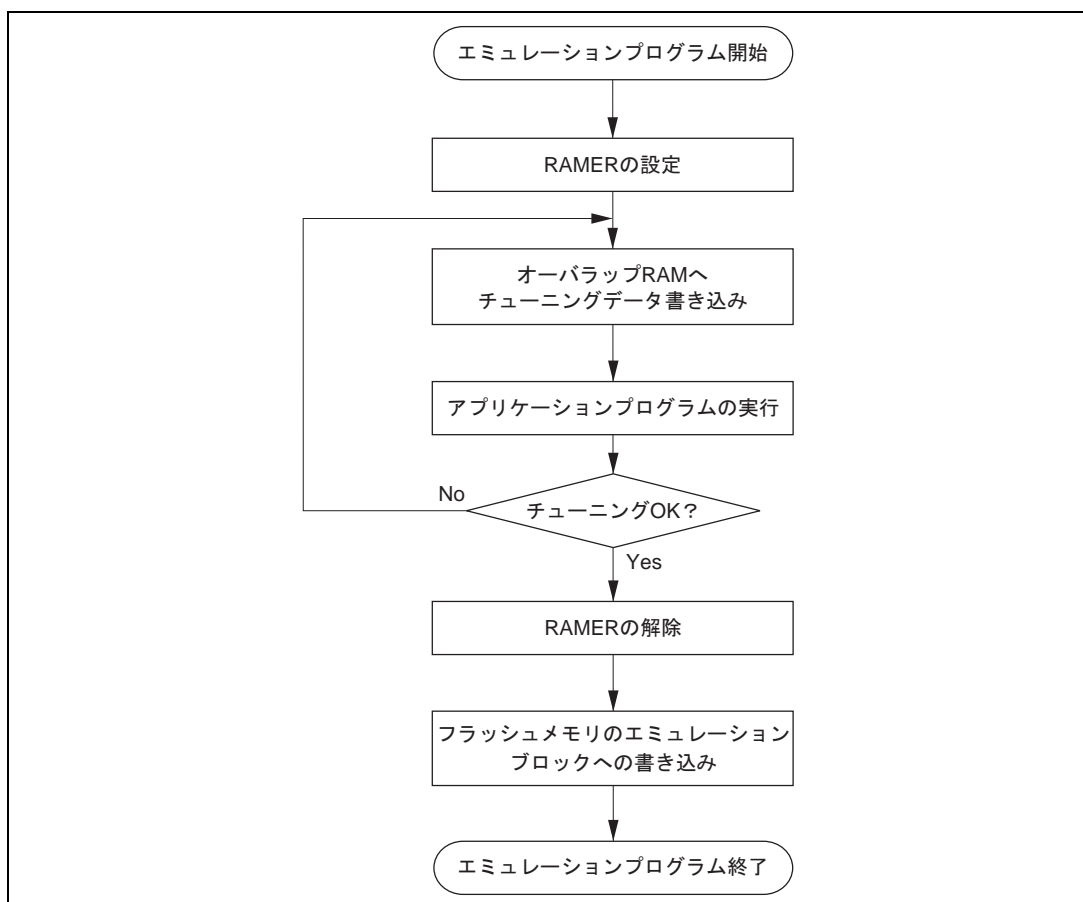 エミュレーションプログラム開始
RAMERの設定
オーバラップRAMへ
チューニングデータ書き込み
アプリケーションプログラムの実行
No
チューニングOK？
Yes
RAMERの解除
フラッシュメモリのエミュレーション
ブロックへの書き込み
エミュレーションプログラム終了